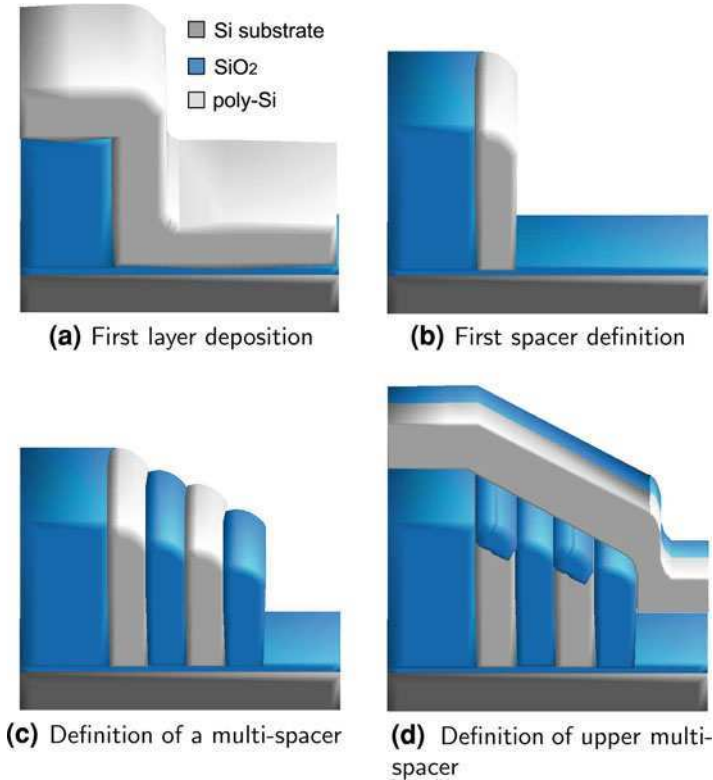 Si substrate
SiO2
poly-Si
(a) First layer deposition
(b) First spacer definition
(c) Definition of a multi-spacer
(d) Definition of upper multi-
spacer